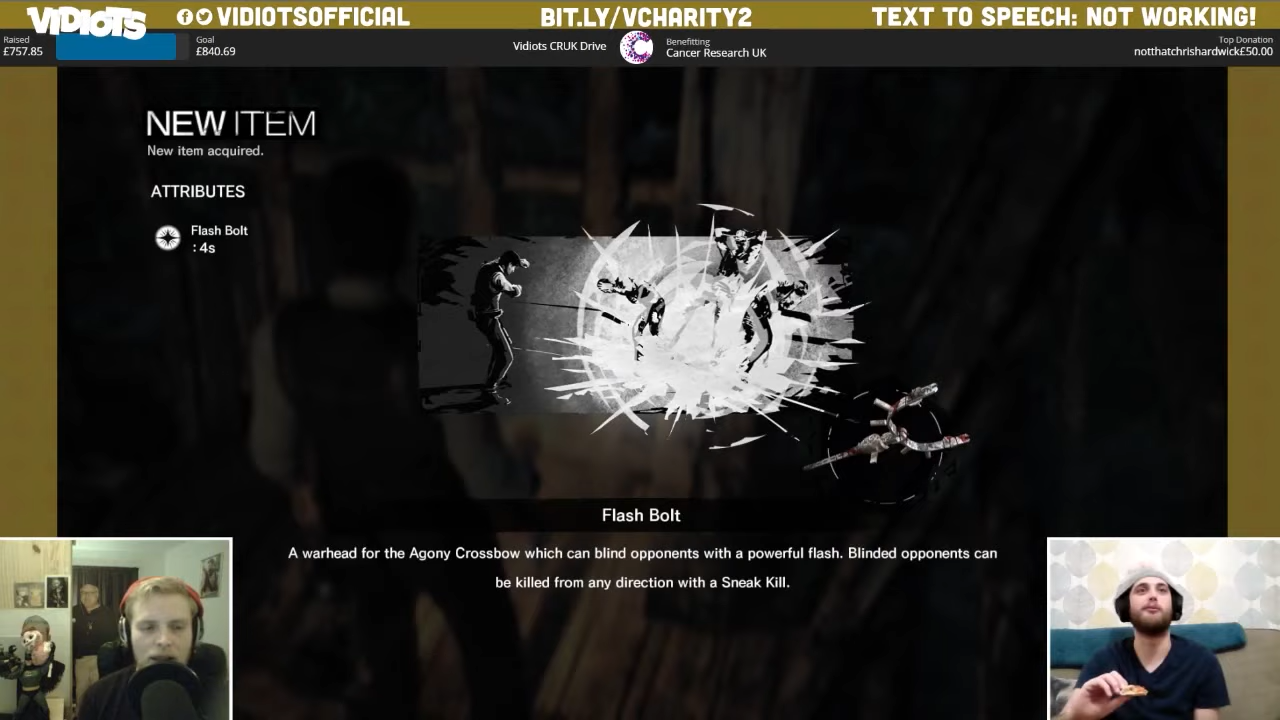 VIDIOTS
VIDIOTSOFFICIAL
BIT.LY/VCHARITY2
TEXT TO SPEECH: NOT WORKING!
Raised
£757.85
Goal
£840.69
Vidiots CRUK Drive
Benefitting
Cancer Research UK
Top Donation
notthatchrishardwick£50.00
NEW ITEM
New item acquired.
ATTRIBUTES
Flash Bolt
: 4s
Flash Bolt
A warhead for the Agony Crossbow which can blind opponents with a powerful flash. Blinded opponents can
be killed from any direction with a Sneak Kill.